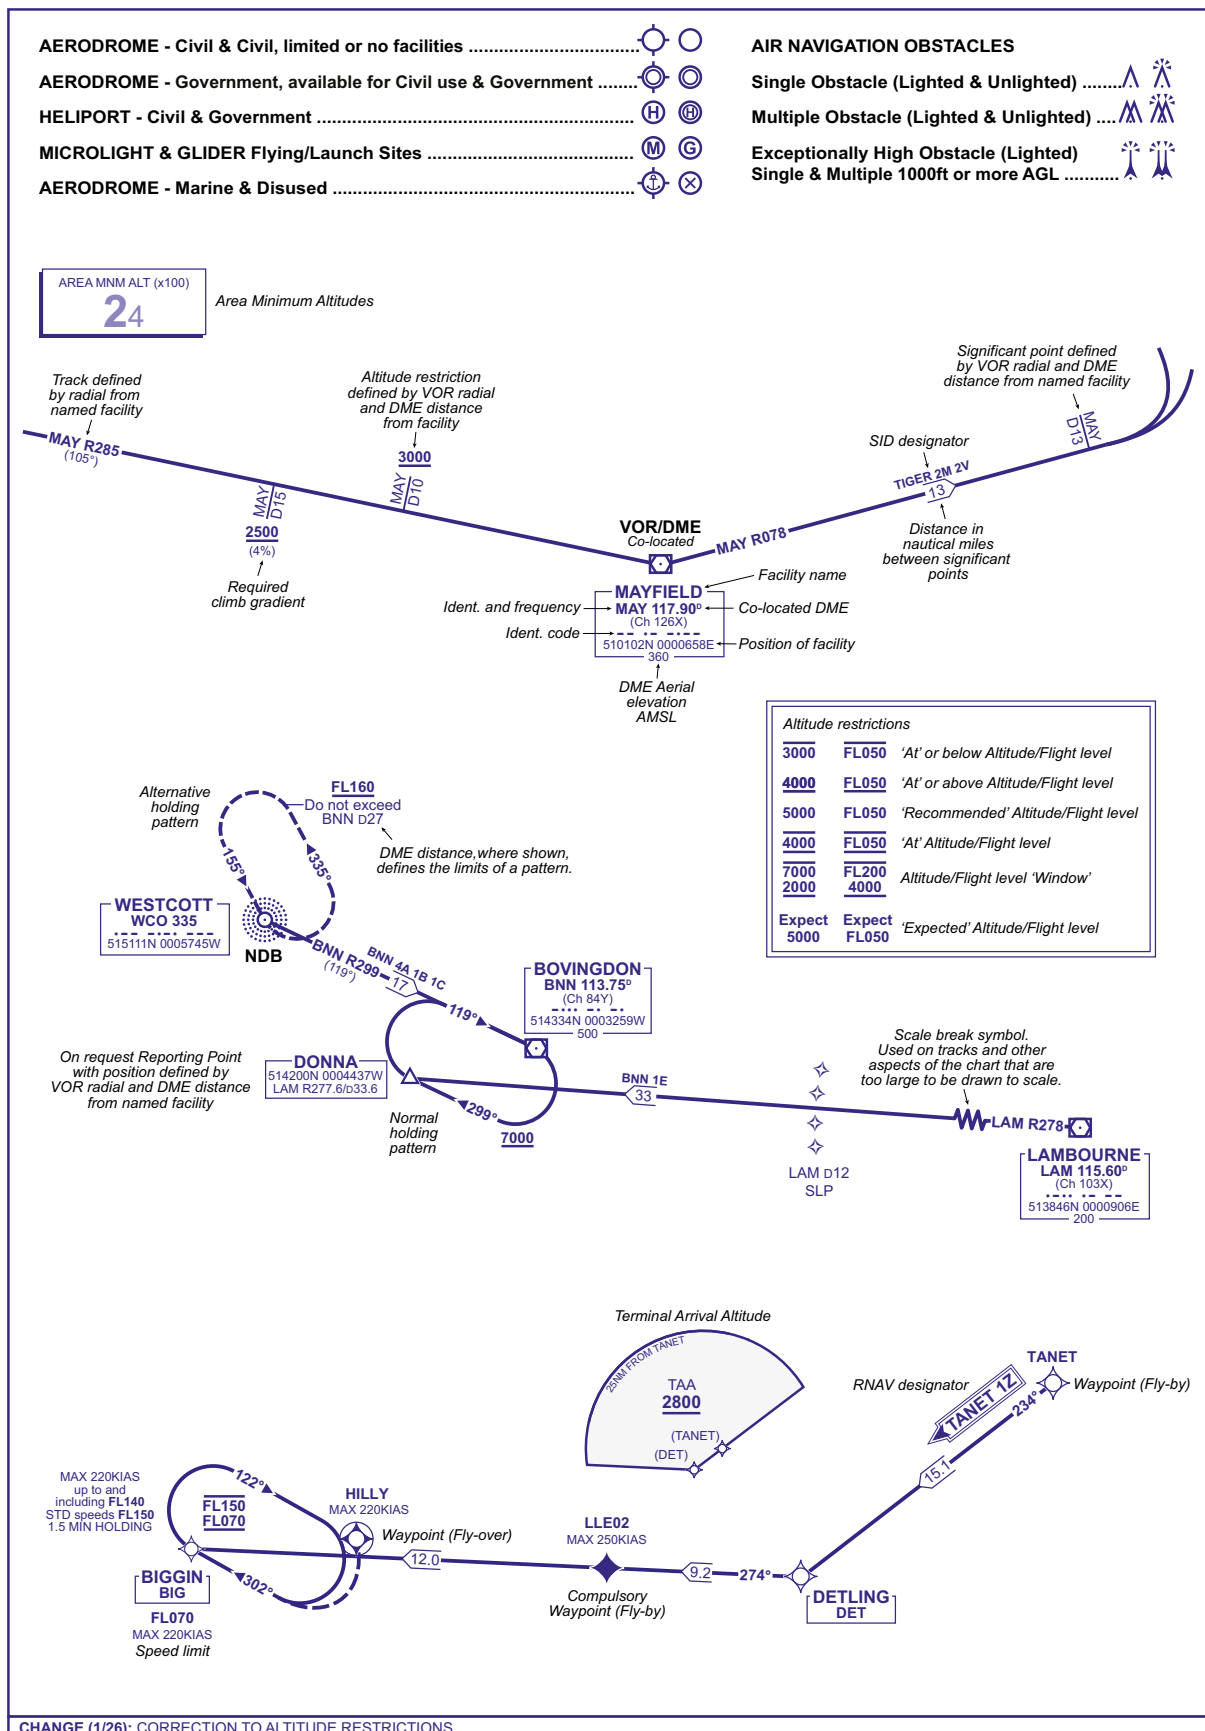 AERODROME - Civil & Civil, limited or no facilities ..................................
AERODROME - Government, available for Civil use & Government ........
HELIPORT - Civil & Government .................................................................
H H
MICROLIGHT & GLIDER Flying/Launch Sites ..................................
M G
AERODROME - Marine & Disused ................................................
AIR NAVIGATION OBSTACLES
Single Obstacle (Lighted & Unlighted) ........
Multiple Obstacle (Lighted & Unlighted) ....
Exceptionally High Obstacle (Lighted)
Single & Multiple 1000ft or more AGL ...........
AREA MNM ALT (x100)
24
Area Minimum Altitudes
Track defined
by radial from
named facility
MAY R285
(105°)
Altitude restriction
defined by VOR radial
and DME distance
from facility
3000
MAY
D10
MAY
D15
2500
(4%)
Required
climb gradient
Significant point defined
by VOR radial and DME
distance from named facility
MAY
D13
SID designator
TIGER 2M 2V
13
Distance in
nautical miles
between significant
points
MAY R078
VOR/DME
Co-located
Facility name
MAYFIELD
Ident. and frequency
MAY 117.90D
Co-located DME
(Ch 126X)
Ident. code
510102N 0000658E
Position of facility
360
DME Aerial
elevation
AMSL
Altitude restrictions
3000 FL050 ‘At’ or below Altitude/Flight level
4000 FL050 ‘At’ or above Altitude/Flight level
5000 FL050 ‘Recommended’ Altitude/Flight level
4000 FL050 ‘At’ Altitude/Flight level
7000 FL200
2000 4000
Altitude/Flight level ‘Window’
Expect Expect
5000 FL050
‘Expected’ Altitude/Flight level
Alternative
holding
pattern
FL160
Do not exceed
BNN D27
DME distance,where shown,
defines the limits of a pattern.
155°
335°
WESTCOTT
WCO 335
515111N 0005745W
NDB
BNN R299
(119°)
BNN 4A 1B 1C
17
119°
BOVINGDON
BNN 113.75D
(Ch 84Y)
514334N 0003259W
500
On request Reporting Point
with position defined by
VOR radial and DME distance
from named facility
DONNA
514200N 0004437W
LAM R277.6/D33.6
Normal
holding
pattern
299°
7000
BNN 1E
33
LAM D12
SLP
Scale break symbol.
Used on tracks and other
aspects of the chart that are
too large to be drawn to scale.
LAM R278
LAMBOURNE
LAM 115.60D
(Ch 103X)
513846N 0000906E
200
Terminal Arrival Altitude
25NM FROM TANET
TAA
2800
(TANET)
(DET)
RNAV designator
TANET 1Z
TANET
Waypoint (Fly-by)
234°
15.1
MAX 220KIAS
up to and
including FL140
STD speeds FL150
1.5 MIN HOLDING
122°
FL150
FL070
HILLY
MAX 220KIAS
Waypoint (Fly-over)
12.0
302°
BIGGIN
BIG
FL070
MAX 220KIAS
Speed limit
LLE02
MAX 250KIAS
Compulsory
Waypoint (Fly-by)
9.2
274°
DETLING
DET
CHANGE (1/26): CORRECTION TO ALTITUDE RESTRICTIONS.